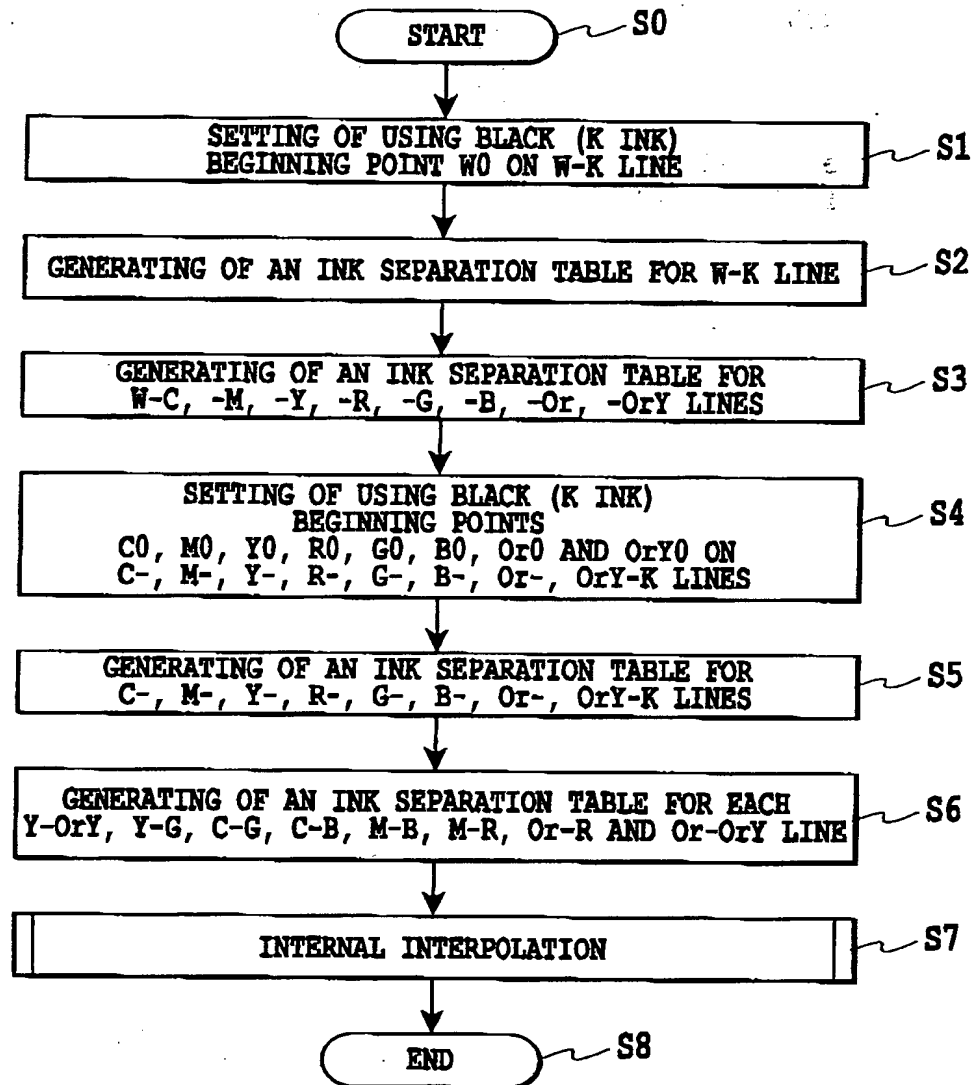 START
S0
SETTING OF USING BLACK (K INK)
BEGINNING POINT W0 ON W-K LINE
S1
GENERATING OF AN INK SEPARATION TABLE FOR W-K LINE
S2
GENERATING OF AN INK SEPARATION TABLE FOR
W-C, -M, -Y, -R, -G, -B, -Or, -OrY LINES
S3
SETTING OF USING BLACK (K INK)
BEGINNING POINTS
C0, M0, Y0, R0, G0, B0, Or0 AND OrY0 ON
C-, M-, Y-, R-, G-, B-, Or-, OrY-K LINES
S4
GENERATING OF AN INK SEPARATION TABLE FOR
C-, M-, Y-, R-, G-, B-, Or-, OrY-K LINES
S5
GENERATING OF AN INK SEPARATION TABLE FOR EACH
Y-OrY, Y-G, C-G, C-B, M-B, M-R, Or-R AND Or-OrY LINE
S6
INTERNAL INTERPOLATION
S7
END
S8